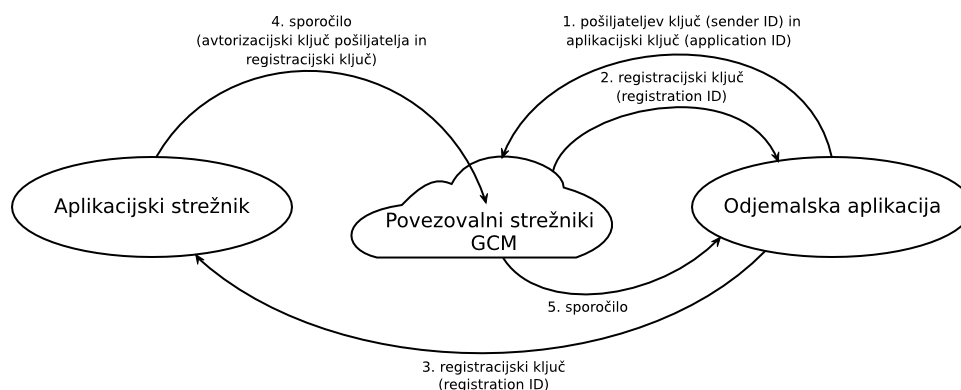 4. sporočilo
(avtorizacijski ključ pošiljatelja in
registracijski ključ)
1. pošiljateljev ključ (sender ID) in
aplikacijski ključ (application ID)
2. registracijski ključ
(registration ID)
Aplikacijski strežnik
Povezovalni strežniki
GCM
Odjemalska aplikacija
5. sporočilo
3. registracijski ključ
(registration ID)